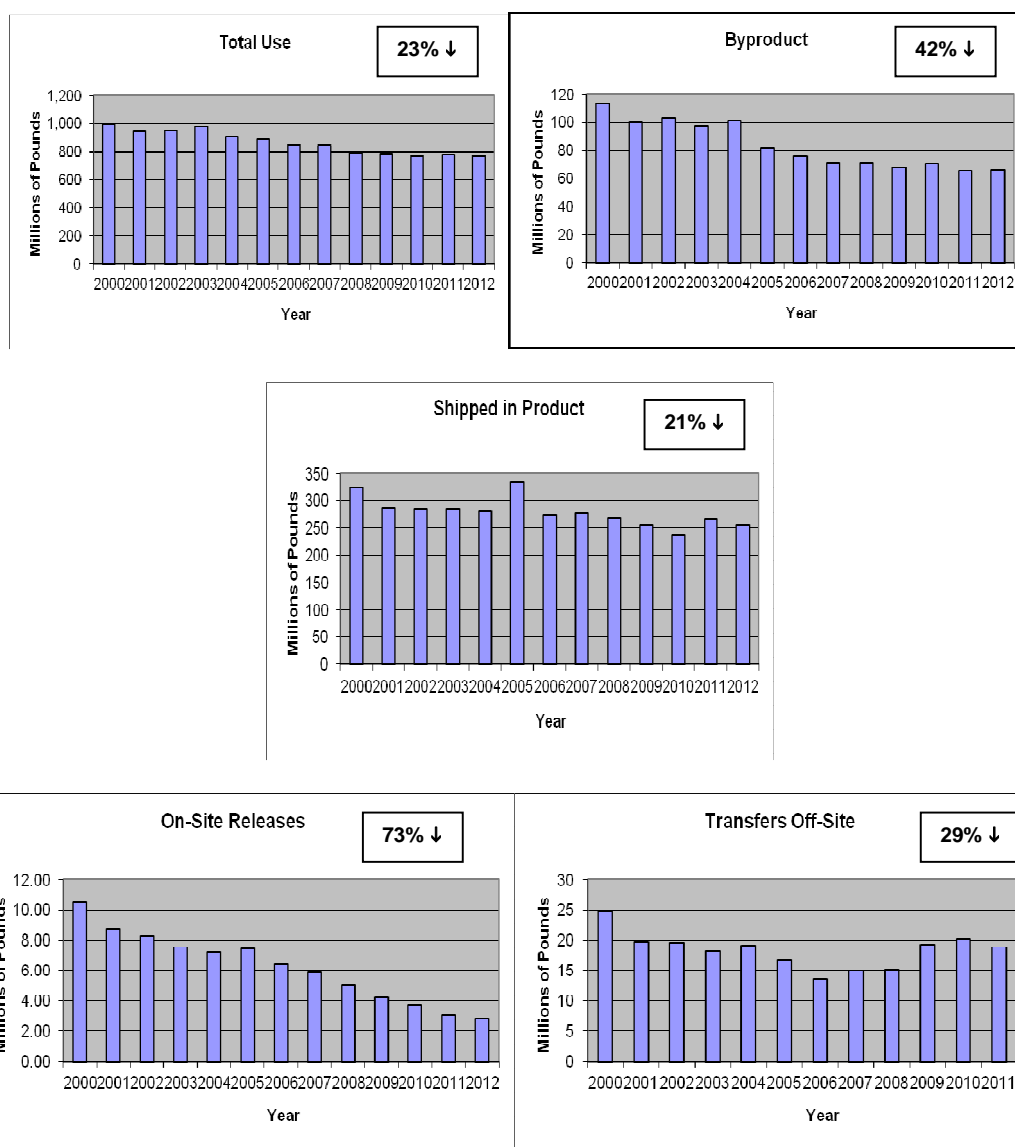 Total Use
23% ↓
Millions of Pounds
1,200
1,000
800
600
400
200
0
2000 2001 2002 2003 2004 2005 2006 2007 2008 2009 2010 2011 2012
Year
Byproduct
42% ↓
Millions of Pounds
120
100
80
60
40
20
0
2000 2001 2002 2003 2004 2005 2006 2007 2008 2009 2010 2011 2012
Year
Shipped in Product
21% ↓
Millions of Pounds
350
300
250
200
150
100
50
0
2000 2001 2002 2003 2004 2005 2006 2007 2008 2009 2010 2011 2012
Year
On-Site Releases
73% ↓
Millions of Pounds
12.00
10.00
8.00
6.00
4.00
2.00
0.00
2000 2001 2002 2003 2004 2005 2006 2007 2008 2009 2010 2011 2012
Year
Transfers Off-Site
29% ↓
Millions of Pounds
30
25
20
15
10
5
0
2000 2001 2002 2003 2004 2005 2006 2007 2008 2009 2010 2011
Year